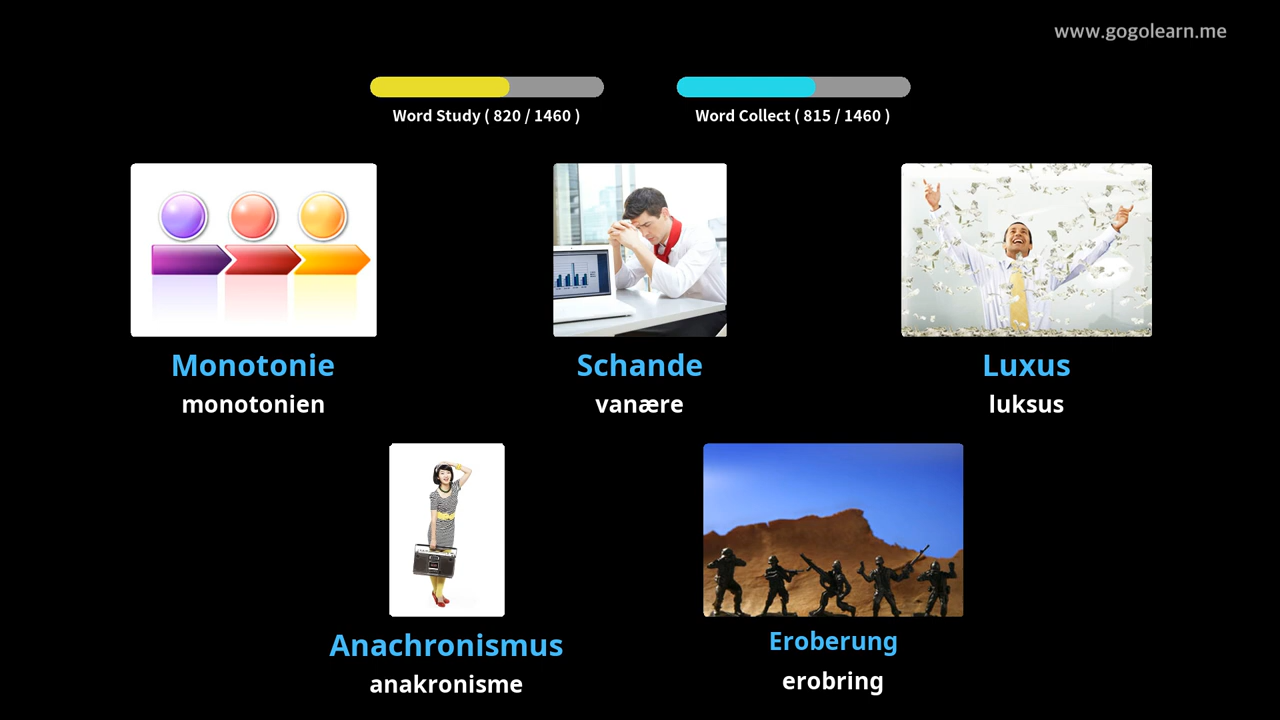 www.gogolearn.me
Word Study ( 820 / 1460 )
Word Collect ( 815 / 1460 )
Monotonie
monotonien
Schande
vanære
Luxus
luksus
Anachronismus
anakronisme
Eroberung
erobring